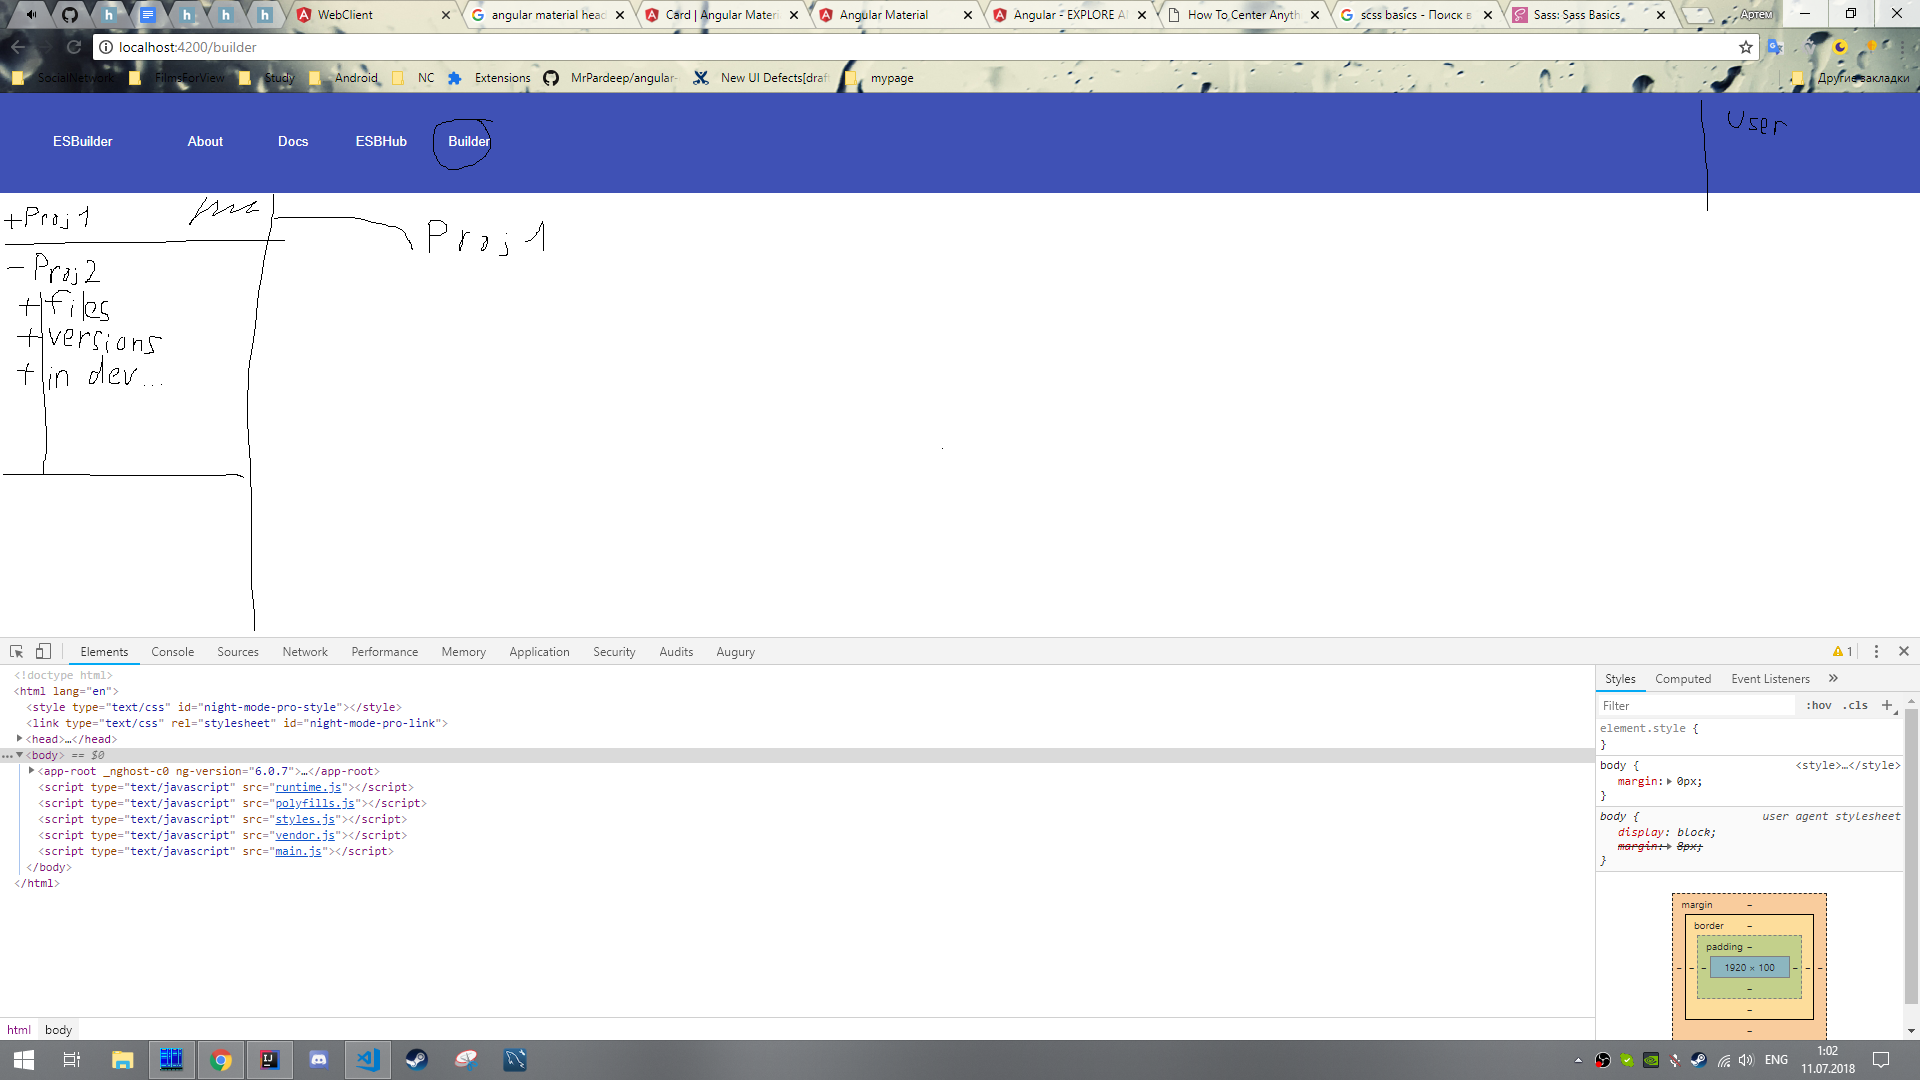 WebClient
angular material head
Card | Angular Materi
Angular Material
Angular - EXPLORE A
How To Center Anyth
scss basics - Поиск в
Sass: Sass Basics
Артем
localhost:4200/builder
SocialNetwork
FilmsForView
Study
Android
NC
Extensions
MrPardeep/angular-
New UI Defects[draf
mypage
Другие закладки
ESBuilder
About
Docs
ESBHub
Builder
User
+Proj1
Proj1
-Proj2
+files
+versions
+in dev...
Elements
Console
Sources
Network
Performance
Memory
Application
Security
Audits
Augury
1
<!doctype html>
<html lang="en">
<style type="text/css" id="night-mode-pro-style"></style>
<link type="text/css" rel="stylesheet" id="night-mode-pro-link">
<head>…</head>
<body> == $0
<app-root _nghost-c0 ng-version="6.0.7">…</app-root>
<script type="text/javascript" src="runtime.js"></script>
<script type="text/javascript" src="polyfills.js"></script>
<script type="text/javascript" src="styles.js"></script>
<script type="text/javascript" src="vendor.js"></script>
<script type="text/javascript" src="main.js"></script>
</body>
</html>
Styles
Computed
Event Listeners
Filter
:hov .cls +
element.style {
}
body { <style>…</style>
margin: 0px;
}
body { user agent stylesheet
display: block;
margin: 8px;
}
margin -
border -
padding -
1920 × 100
html body
ENG
1:02
11.07.2018